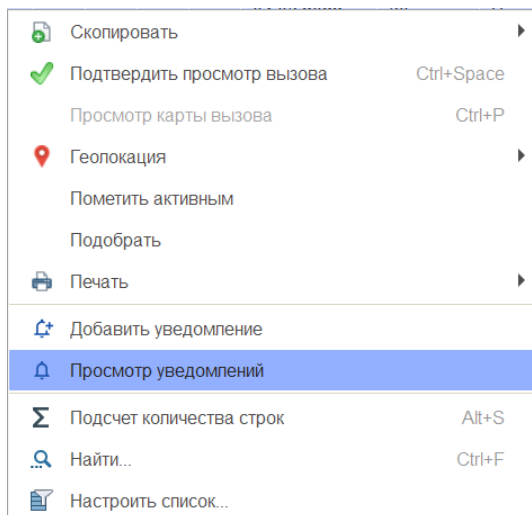 Скопировать
Подтвердить просмотр вызова Ctrl+Space
Просмотр карты вызова Ctrl+P
Геолокация
Пометить активным
Подобрать
Печать
Добавить уведомление
Просмотр уведомлений
Подсчет количества строк Alt+S
Найти... Ctrl+F
Настроить список...